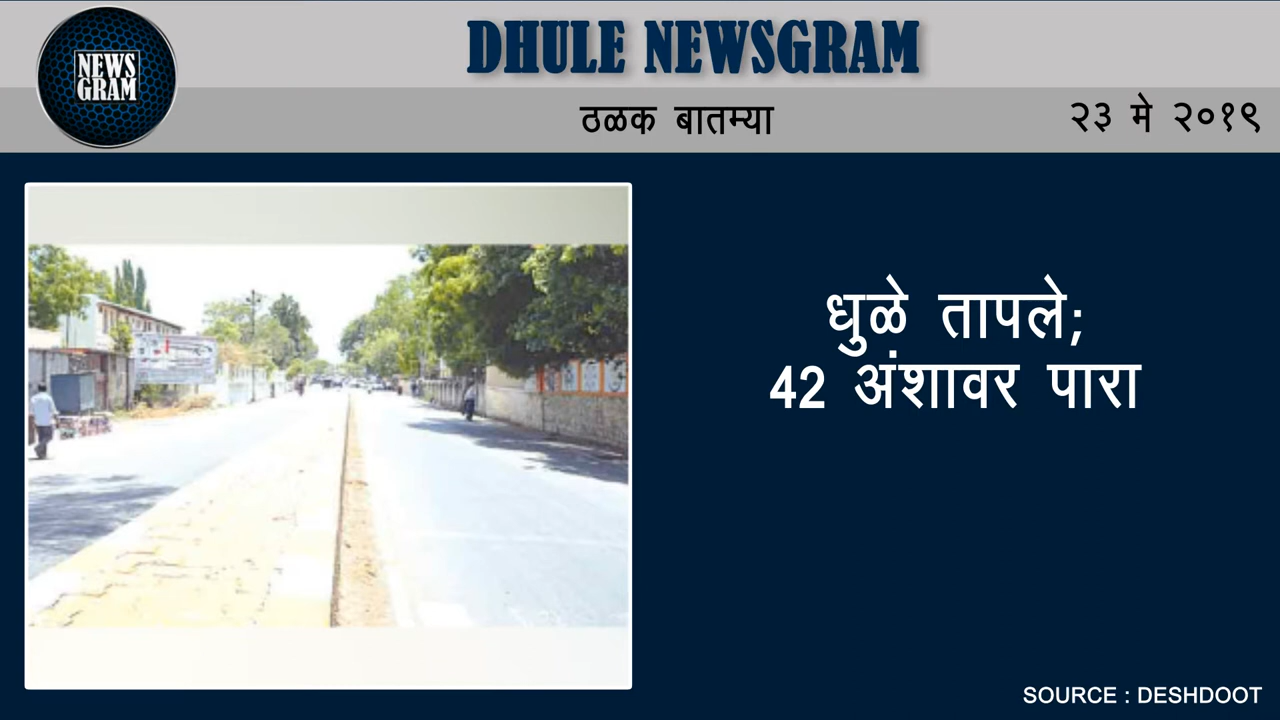 NEWS
GRAM
DHULE NEWSGRAM
ठळक बातम्या
२३ मे २०१९
धुळे तापले;
42 अंशावर पारा
SOURCE : DESHDOOT